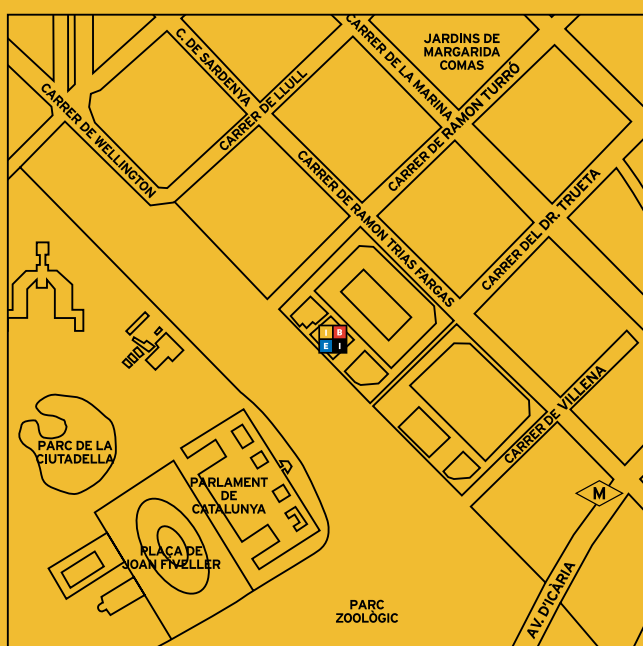 JARDINS DE
MARGARIDA
COMAS
C. DE SARDENYA
CARRER DE LA MARINA
CARRER DE LLULL
CARRER DE RAMON TURRÓ
CARRER DE WELLINGTON
CARRER DE RAMON TRIAS FARGAS
CARRER DEL DR. TRUETA
I B
E I
CARRER DE VILLENA
PARC DE LA
CIUTADELLA
PARLAMENT
DE
CATALUNYA
M
PLAÇA DE
JOAN FIVELLER
AV. D'ICÀRIA
PARC
ZOOLÒGIC